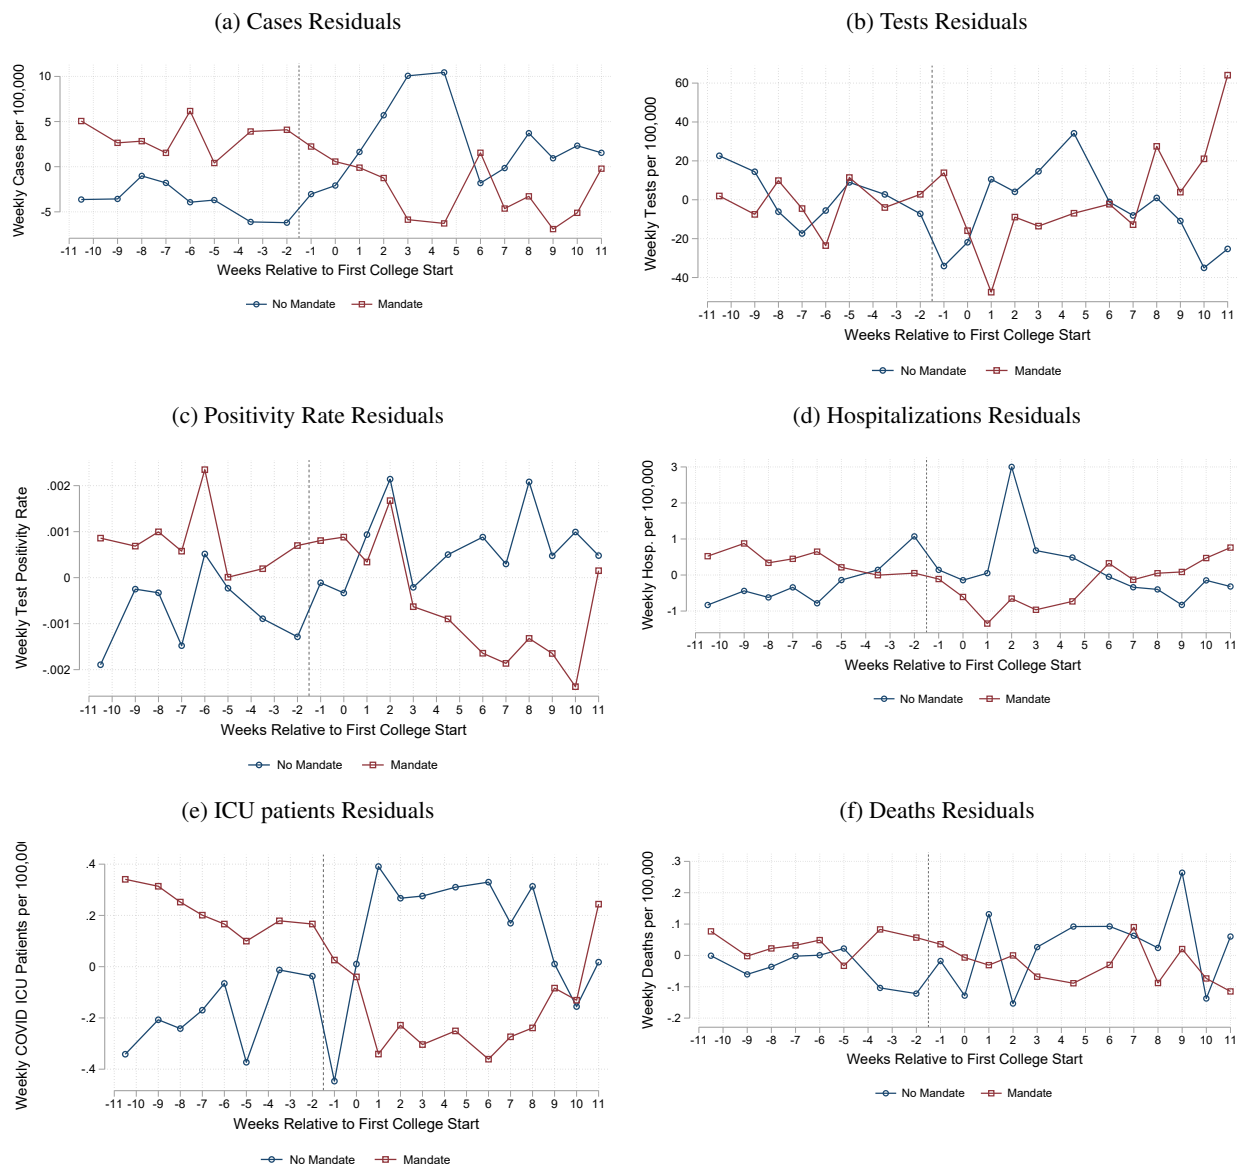 (a) Cases Residuals
Weekly Cases per 100,000
10
5
0
-5
-11 -10 -9 -8 -7 -6 -5 -4 -3 -2 -1 0 1 2 3 4 5 6 7 8 9 10 11
Weeks Relative to First College Start
No Mandate Mandate
(b) Tests Residuals
Weekly Tests per 100,000
60
40
20
0
-20
-40
-11 -10 -9 -8 -7 -6 -5 -4 -3 -2 -1 0 1 2 3 4 5 6 7 8 9 10 11
Weeks Relative to First College Start
No Mandate Mandate
(c) Positivity Rate Residuals
Weekly Test Positivity Rate
.002
.001
0
-.001
-.002
-11 -10 -9 -8 -7 -6 -5 -4 -3 -2 -1 0 1 2 3 4 5 6 7 8 9 10 11
Weeks Relative to First College Start
No Mandate Mandate
(d) Hospitalizations Residuals
Weekly Hosp. per 100,000
3
2
1
0
-1
-11 -10 -9 -8 -7 -6 -5 -4 -3 -2 -1 0 1 2 3 4 5 6 7 8 9 10 11
Weeks Relative to First College Start
No Mandate Mandate
(e) ICU patients Residuals
Weekly COVID ICU Patients per 100,00
.4
.2
0
-.2
-.4
-11 -10 -9 -8 -7 -6 -5 -4 -3 -2 -1 0 1 2 3 4 5 6 7 8 9 10 11
Weeks Relative to First College Start
No Mandate Mandate
(f) Deaths Residuals
Weekly Deaths per 100,000
.3
.2
.1
0
-.1
-.2
-11 -10 -9 -8 -7 -6 -5 -4 -3 -2 -1 0 1 2 3 4 5 6 7 8 9 10 11
Weeks Relative to First College Start
No Mandate Mandate